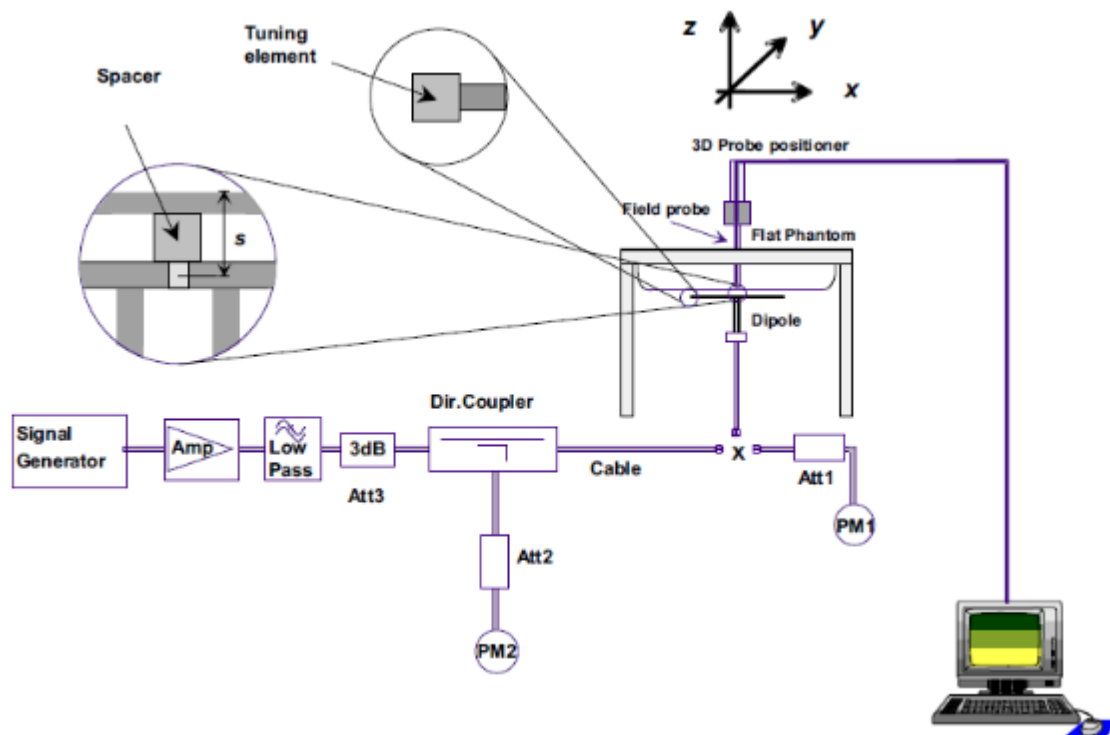 Tuning
element
Spacer
z
y
x
s
3D Probe positioner
Field probe
Flat Phantom
Dipole
Dir.Coupler
Signal
Generator
Amp
Low
Pass
3dB
Att3
Cable
X
Att1
PM1
Att2
PM2